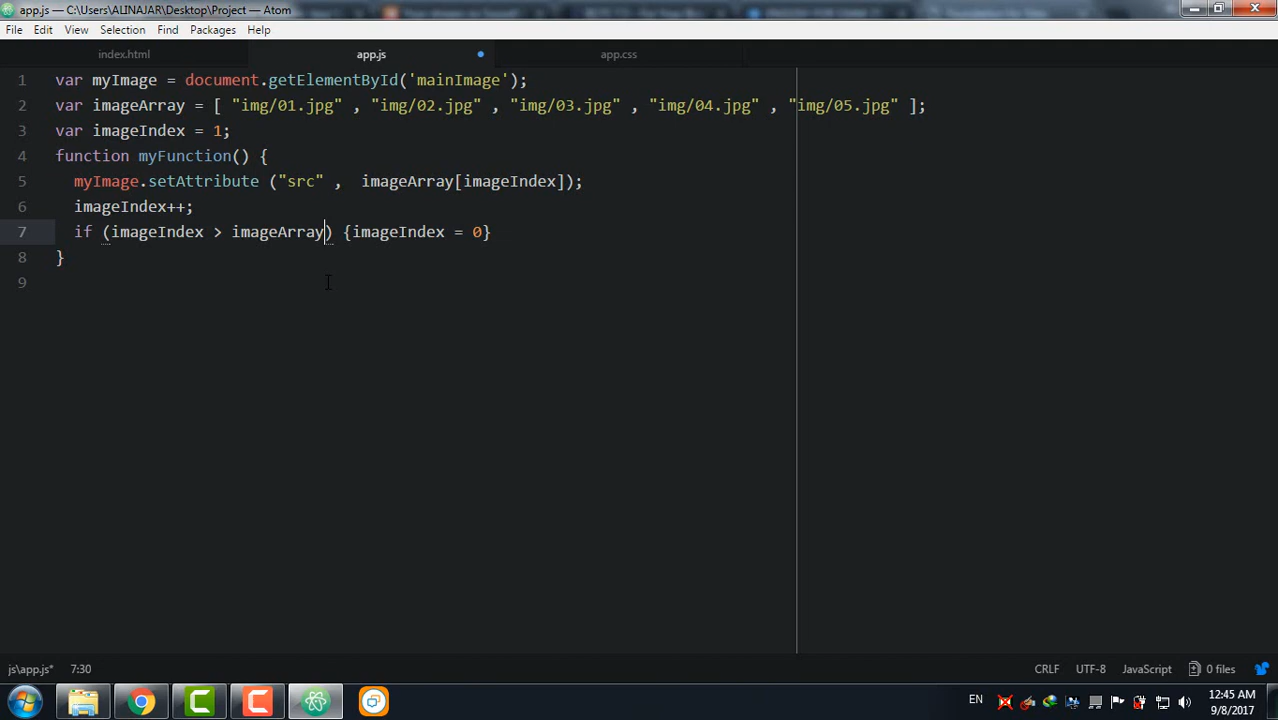 app.js — C:\Users\ALINAJAR\Desktop\Project — Atom
File Edit View Selection Find Packages Help
index.html app.js app.css
1 var myImage = document.getElementById('mainImage');
2 var imageArray = [ "img/01.jpg" , "img/02.jpg" , "img/03.jpg" , "img/04.jpg" , "img/05.jpg" ];
3 var imageIndex = 1;
4 function myFunction() {
5 myImage.setAttribute ("src" ,  imageArray[imageIndex]);
6 imageIndex++;
7 if (imageIndex > imageArray) {imageIndex = 0}
8 }
9
js\app.js* 7:30 CRLF UTF-8 JavaScript 0 files
EN 12:45 AM
9/8/2017